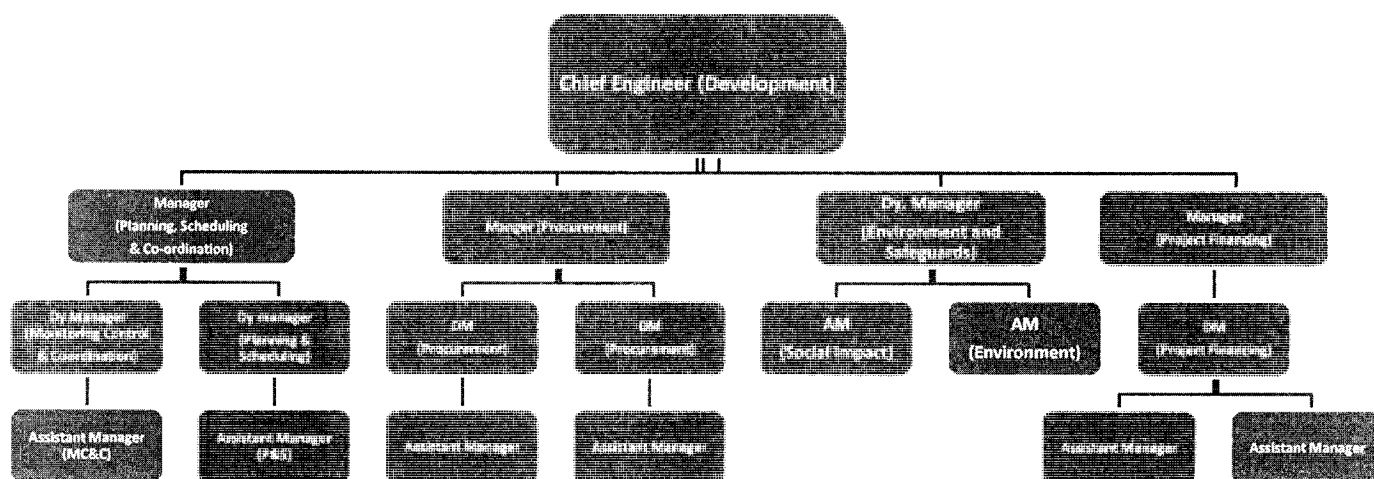 Chief Engineer (Development)
Manager
(Planning, Scheduling
& Co-ordination)
Manger (Procurement)
Dy. Manager
(Environment and
Safeguards)
Manager
(Project Financing)
Dy Manager
(Monitoring Control
& Coordination)
Dy manager
(Planning &
Scheduling)
DM
(Procurement)
DM
(Procurement)
AM
(Social Impact)
AM
(Environment)
DM
(Project Financing)
Assistant Manager
(MC&C)
Assistant Manager
(P&S)
Assistant Manager
Assistant Manager
Assistant Manager
Assistant Manager